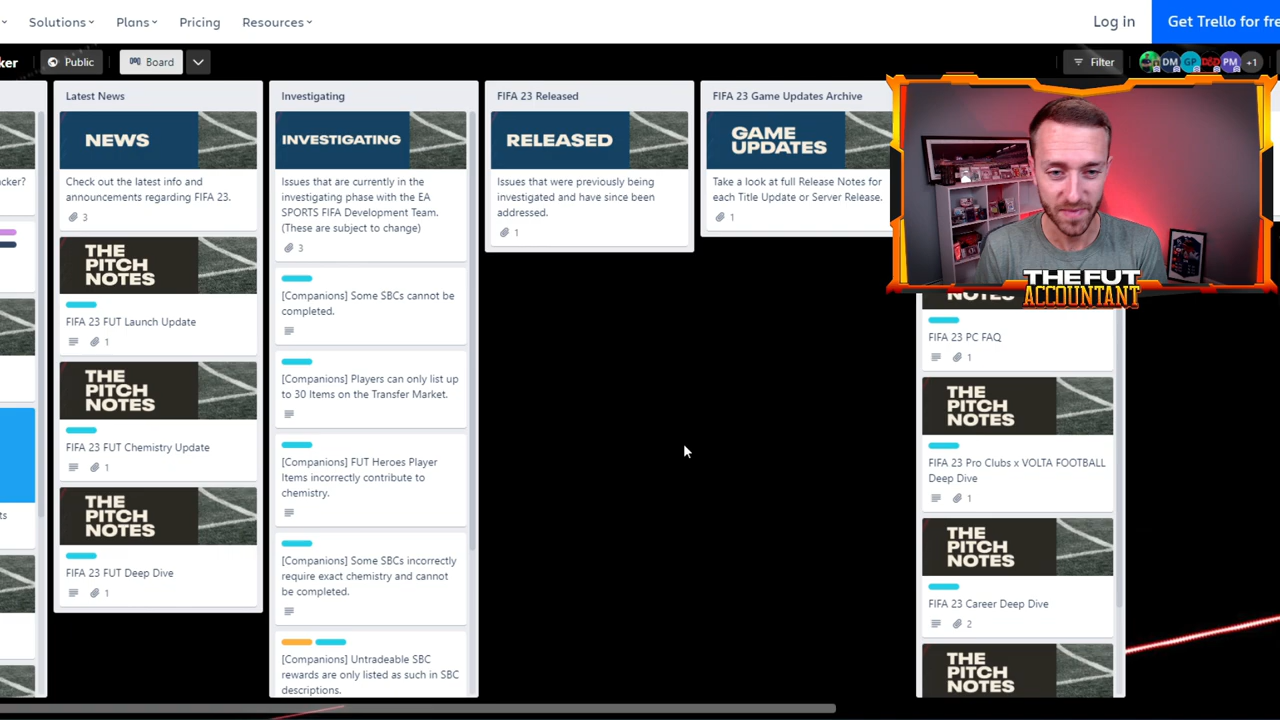 Solutions
Plans
Pricing
Resources
Log in
Get Trello for fre
ker
Public
Board
Filter
DM
GP
PM
+1
cker?
ts
Latest News
NEWS
Check out the latest info and
announcements regarding FIFA 23.
3
THE
PITCH
NOTES
FIFA 23 FUT Launch Update
1
THE
PITCH
NOTES
FIFA 23 FUT Chemistry Update
1
THE
PITCH
NOTES
FIFA 23 FUT Deep Dive
1
Investigating
INVESTIGATING
Issues that are currently in the
investigating phase with the EA
SPORTS FIFA Development Team.
(These are subject to change)
3
[Companions] Some SBCs cannot be
completed.
[Companions] Players can only list up
to 30 Items on the Transfer Market.
[Companions] FUT Heroes Player
Items incorrectly contribute to
chemistry.
[Companions] Some SBCs incorrectly
require exact chemistry and cannot
be completed.
[Companions] Untradeable SBC
rewards are only listed as such in SBC
descriptions.
FIFA 23 Released
RELEASED
Issues that were previously being
investigated and have since been
addressed.
1
FIFA 23 Game Updates Archive
GAME
UPDATES
Take a look at full Release Notes for
each Title Update or Server Release.
1
THE FUT
ACCOUNTANT
NOTES
FIFA 23 PC FAQ
1
THE
PITCH
NOTES
FIFA 23 Pro Clubs x VOLTA FOOTBALL
Deep Dive
1
THE
PITCH
NOTES
FIFA 23 Career Deep Dive
2
THE
PITCH
NOTES